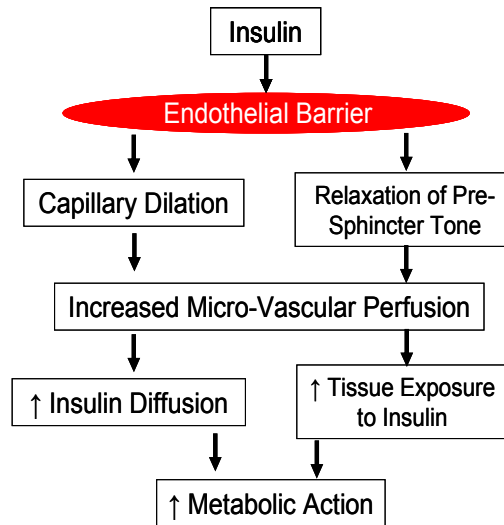 Insulin
Endothelial Barrier
Capillary Dilation
Relaxation of Pre-
Sphincter Tone
Increased Micro-Vascular Perfusion
↑ Insulin Diffusion
↑ Tissue Exposure
to Insulin
↑ Metabolic Action